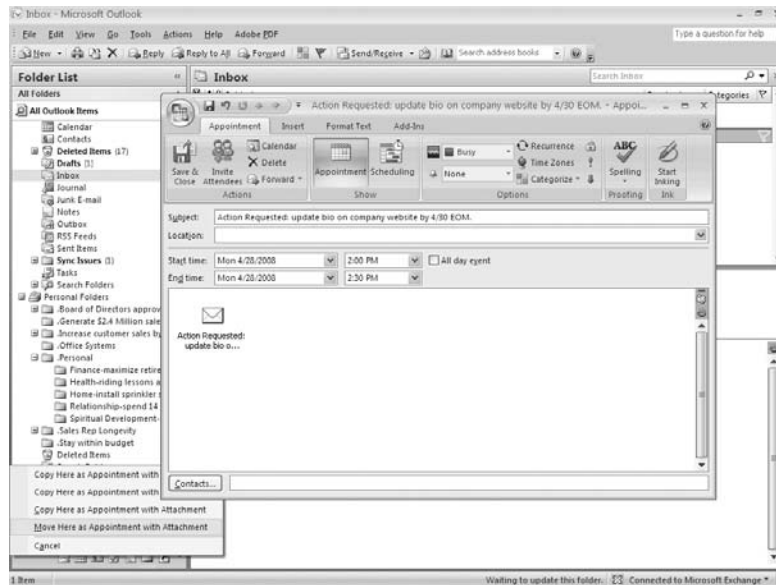 Inbox - Microsoft Outlook
File Edit View Go Tools Actions Help Adobe PDF
Type a question for help
New Reply Reply to All Forward Send/Receive Search address books
Folder List
Inbox
Search Inbox
All Folders
Action Requested: update bio on company website by 4/30 EOM. - Appoi...
All Outlook Items
Calendar
Contacts
Deleted Items (17)
Drafts [1]
Inbox
Journal
Junk E-mail
Notes
Outbox
RSS Feeds
Sent Items
Sync Issues (1)
Tasks
Search Folders
Personal Folders
.Board of Directors approv
.Generate $2.4 Million sale
.Increase customer sales by
.Office Systems
.Personal
Finance-maximize retire
Health-riding lessons a
Home-install sprinkler s
Relationship-spend 14
Spiritual Development-
.Sales Rep Longevity
.Stay within budget
Deleted Items
Appointment Insert Format Text Add-Ins
Save & Close
Invite Attendees
Calendar
Delete
Forward
Actions
Appointment Scheduling
Show
Busy
None
Recurrence
Time Zones
Categorize
Options
ABC
Spelling
Proofing
Start Inking
Ink
Subject: Action Requested: update bio on company website by 4/30 EOM.
Location:
Start time: Mon 4/28/2008 2:00 PM All day event
End time: Mon 4/28/2008 2:30 PM
Action Requested:
update bio o...
Contacts...
Copy Here as Appointment with
Copy Here as Appointment with
Copy Here as Appointment with Attachment
Move Here as Appointment with Attachment
Cancel
1 Item
Waiting to update this folder. Connected to Microsoft Exchange